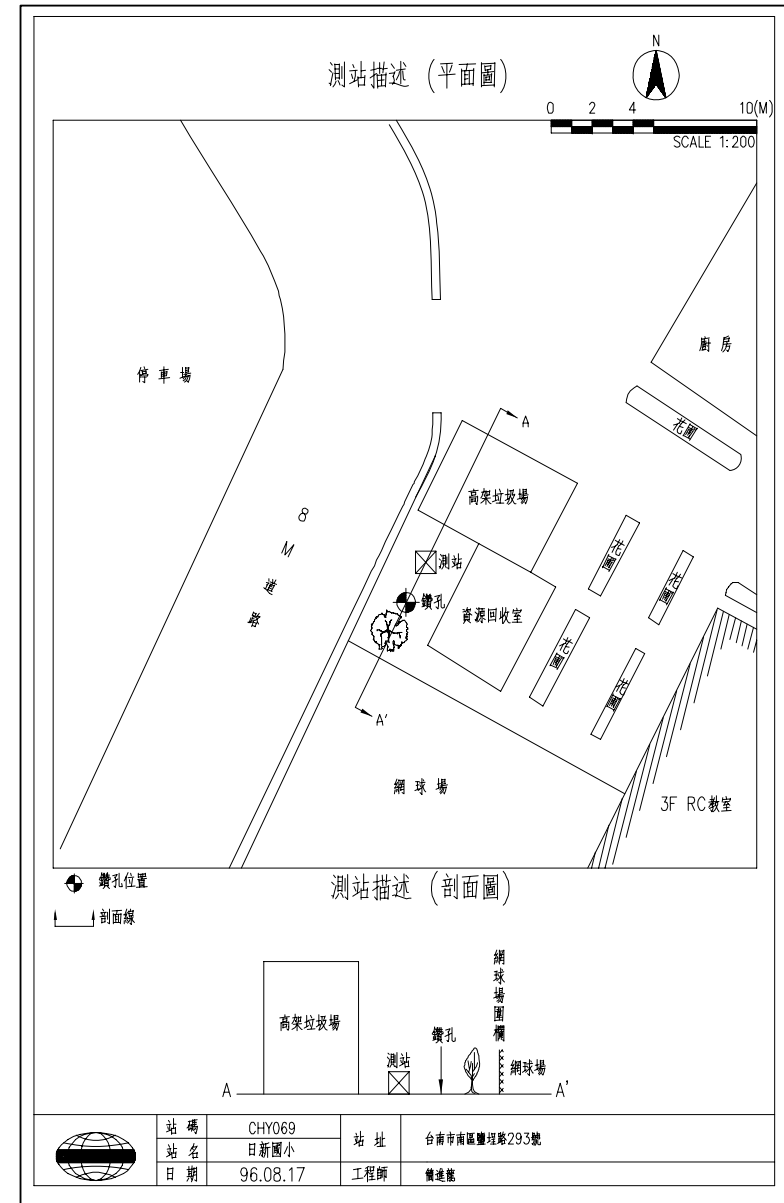 測站描述 (平面圖)
N
0 2 4 10(M)
SCALE 1:200
廚 房
停 車 場
花圃
A
高架垃圾場
8 M 道 路
測站
花圃
花圃
鑽孔
資源回收室
花圃
花圃
A'
網 球 場
3F RC教室
鑽孔位置
測站描述 (剖面圖)
剖面線
網球場圍欄
高架垃圾場
鑽孔
測站
網球場
A
A'
站 碼 CHY069 站 址 台南市南區鹽埕路293號
站 名 日新國小
日 期 96.08.17 工程師